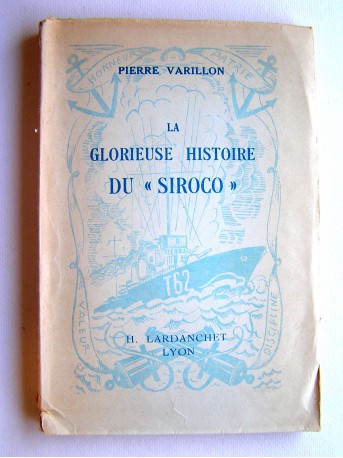 HONNEUR PATRIE
PIERRE VARILLON
LA
GLORIEUSE HISTOIRE
DU « SIROCO »
T62
VALEUR DISCIPLINE
H. LARDANCHET
LYON